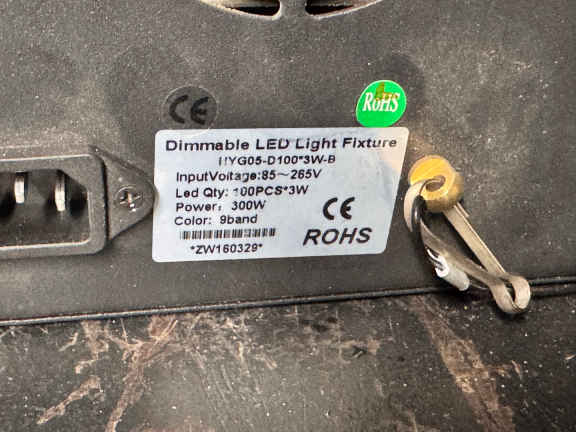 CE
RoHS
Dimmable LED Light Fixture
HYG05-D100*3W-B
InputVoltage:85～265V
Led Qty: 100PCS*3W
Power: 300W
Color: 9band
CE
*ZW160329*
ROHS